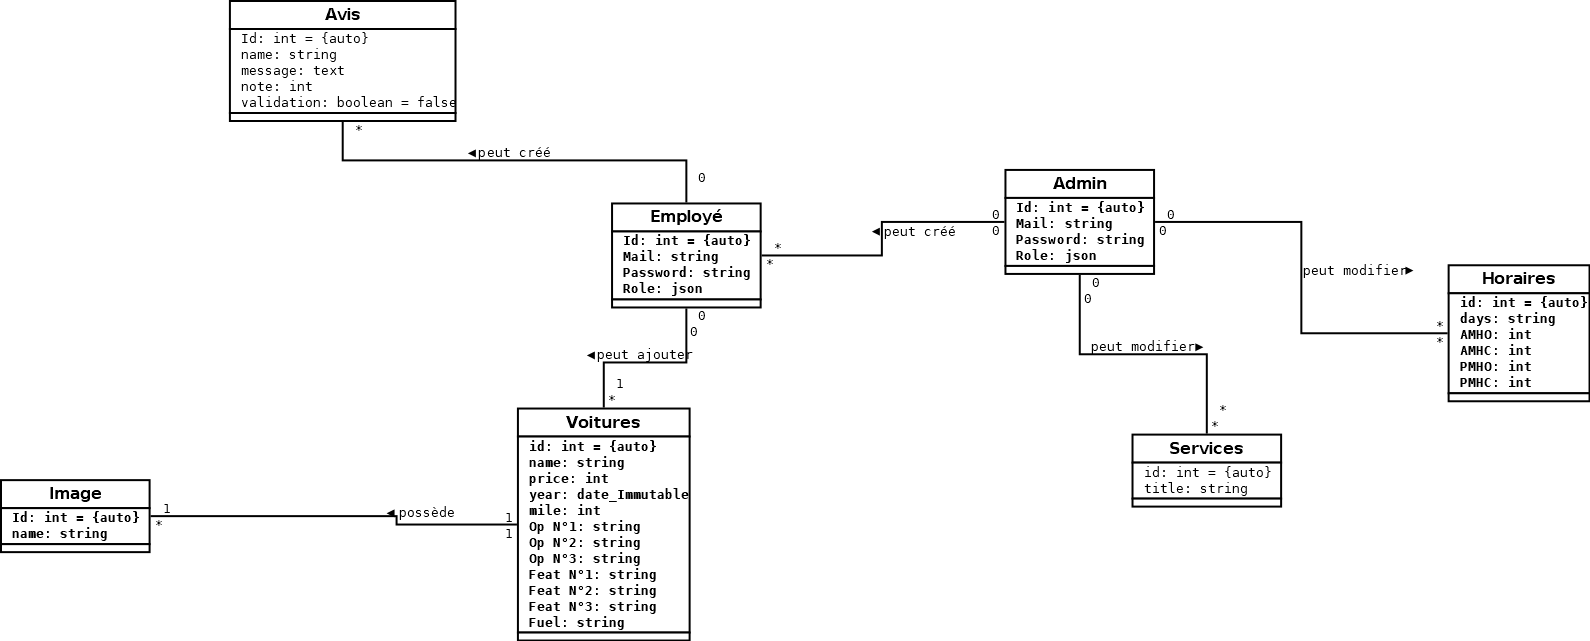 Avis
Id: int = {auto}
name: string
message: text
note: int
validation: boolean = false
*
◄peut créé
0
Employé
Id: int = {auto}
Mail: string
Password: string
Role: json
*
*
◄peut créé
0
0
Admin
Id: int = {auto}
Mail: string
Password: string
Role: json
0
0
peut modifier►
*
*
Horaires
id: int = {auto}
days: string
AMHO: int
AMHC: int
PMHO: int
PMHC: int
0
0
peut modifier►
*
*
Services
id: int = {auto}
title: string
0
0
◄peut ajouter
1
*
Voitures
id: int = {auto}
name: string
price: int
year: date_Immutable
mile: int
Op N°1: string
Op N°2: string
Op N°3: string
Feat N°1: string
Feat N°2: string
Feat N°3: string
Fuel: string
1
1
◄possède
1
*
Image
Id: int = {auto}
name: string